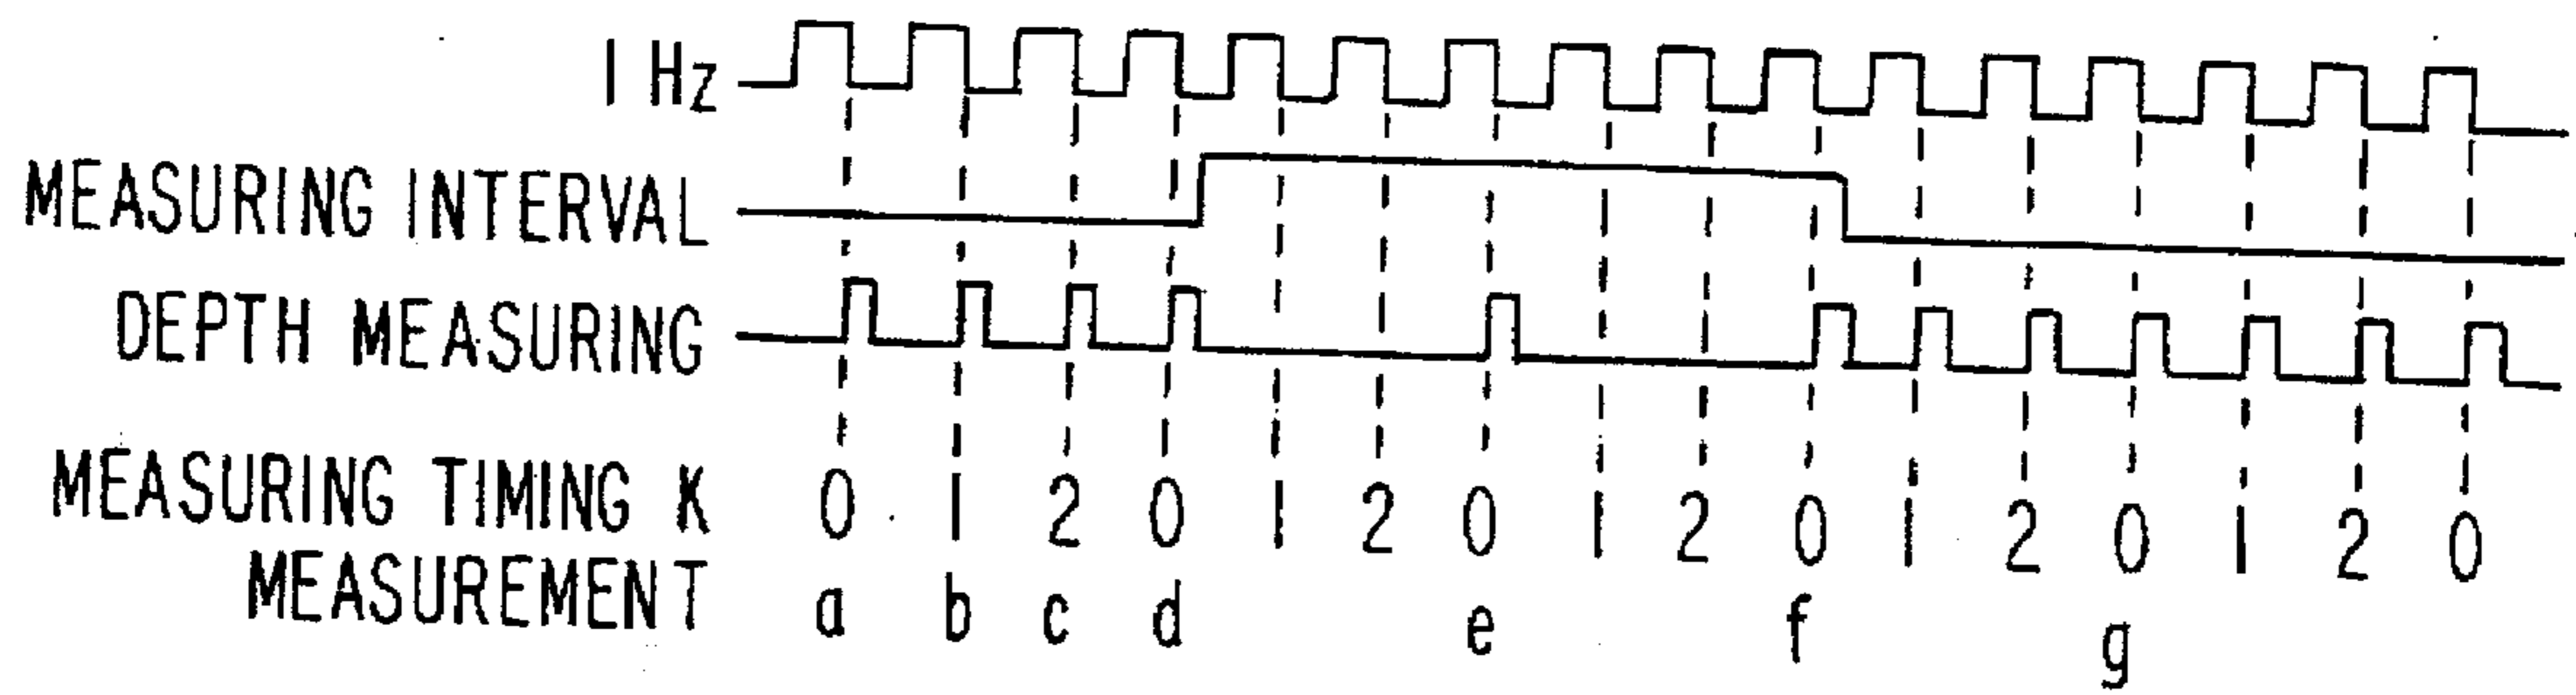 1 Hz
MEASURING INTERVAL
DEPTH MEASURING
MEASURING TIMING K 0 1 2 0 1 2 0 1 2 0 1 2 0 1 2 0
MEASUREMENT a b c d e f g